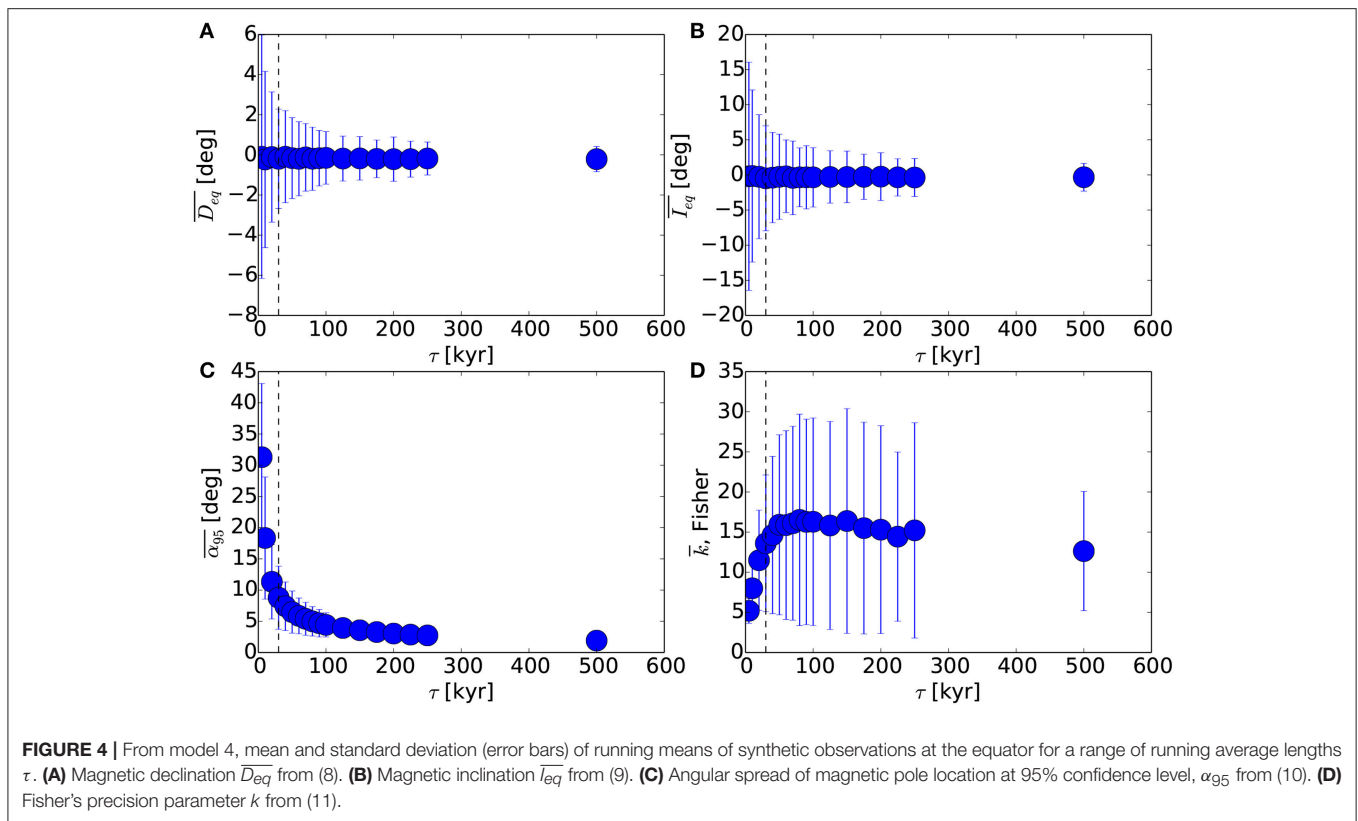 A
6
4
2
0
−2
−4
−6
−8
D_eq [deg]
0 100 200 300 400 500 600
τ [kyr]
B
20
15
10
5
0
−5
−10
−15
−20
I_eq [deg]
0 100 200 300 400 500 600
τ [kyr]
C
45
40
35
30
25
20
15
10
5
0
α_95 [deg]
0 100 200 300 400 500 600
τ [kyr]
D
35
30
25
20
15
10
5
0
k̄, Fisher
0 100 200 300 400 500 600
τ [kyr]
FIGURE 4 | From model 4, mean and standard deviation (error bars) of running means of synthetic observations at the equator for a range of running average lengths
τ. (A) Magnetic declination D_eq from (8). (B) Magnetic inclination I_eq from (9). (C) Angular spread of magnetic pole location at 95% confidence level, α95 from (10). (D)
Fisher's precision parameter k from (11).